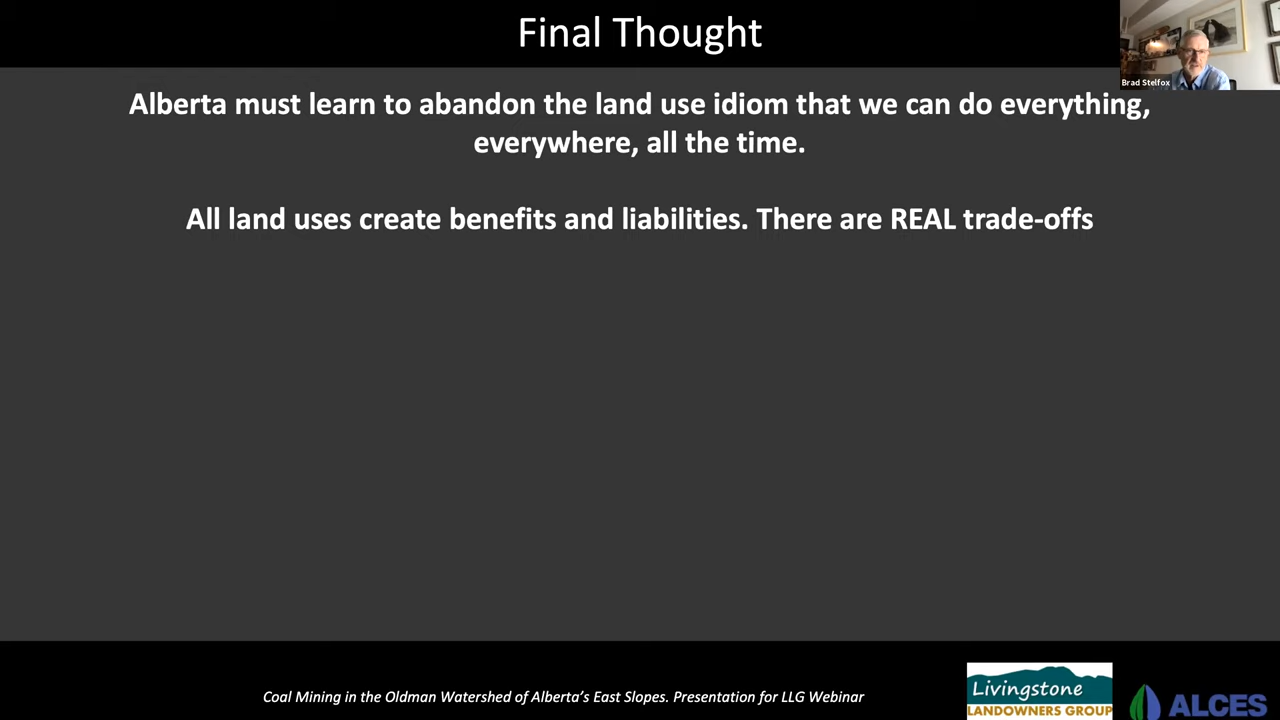 Final Thought
Brad Stelfox
Alberta must learn to abandon the land use idiom that we can do everything,
everywhere, all the time.
All land uses create benefits and liabilities. There are REAL trade-offs
Coal Mining in the Oldman Watershed of Alberta's East Slopes. Presentation for LLG Webinar
Livingstone
LANDOWNERS GROUP
ALCES